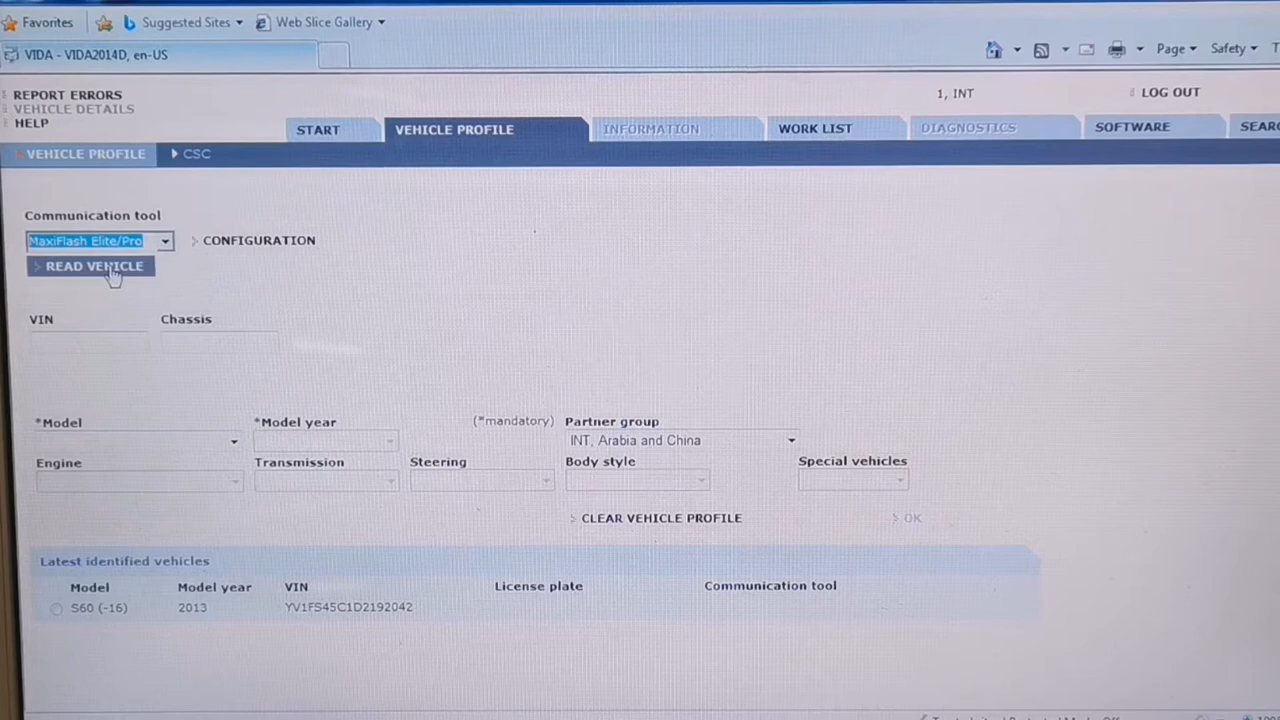 Favorites Suggested Sites Web Slice Gallery
VIDA - VIDA2014D, en-US
Page Safety
REPORT ERRORS
VEHICLE DETAILS
HELP
1, INT LOG OUT
START VEHICLE PROFILE INFORMATION WORK LIST DIAGNOSTICS SOFTWARE SEARC
VEHICLE PROFILE CSC
Communication tool
MaxiFlash Elite/Pro CONFIGURATION
READ VEHICLE
VIN Chassis
*Model *Model year (*mandatory) Partner group
INT, Arabia and China
Engine Transmission Steering Body style Special vehicles
CLEAR VEHICLE PROFILE OK
Latest identified vehicles
Model Model year VIN License plate Communication tool
S60 (-16) 2013 YV1FS45C1D2192042